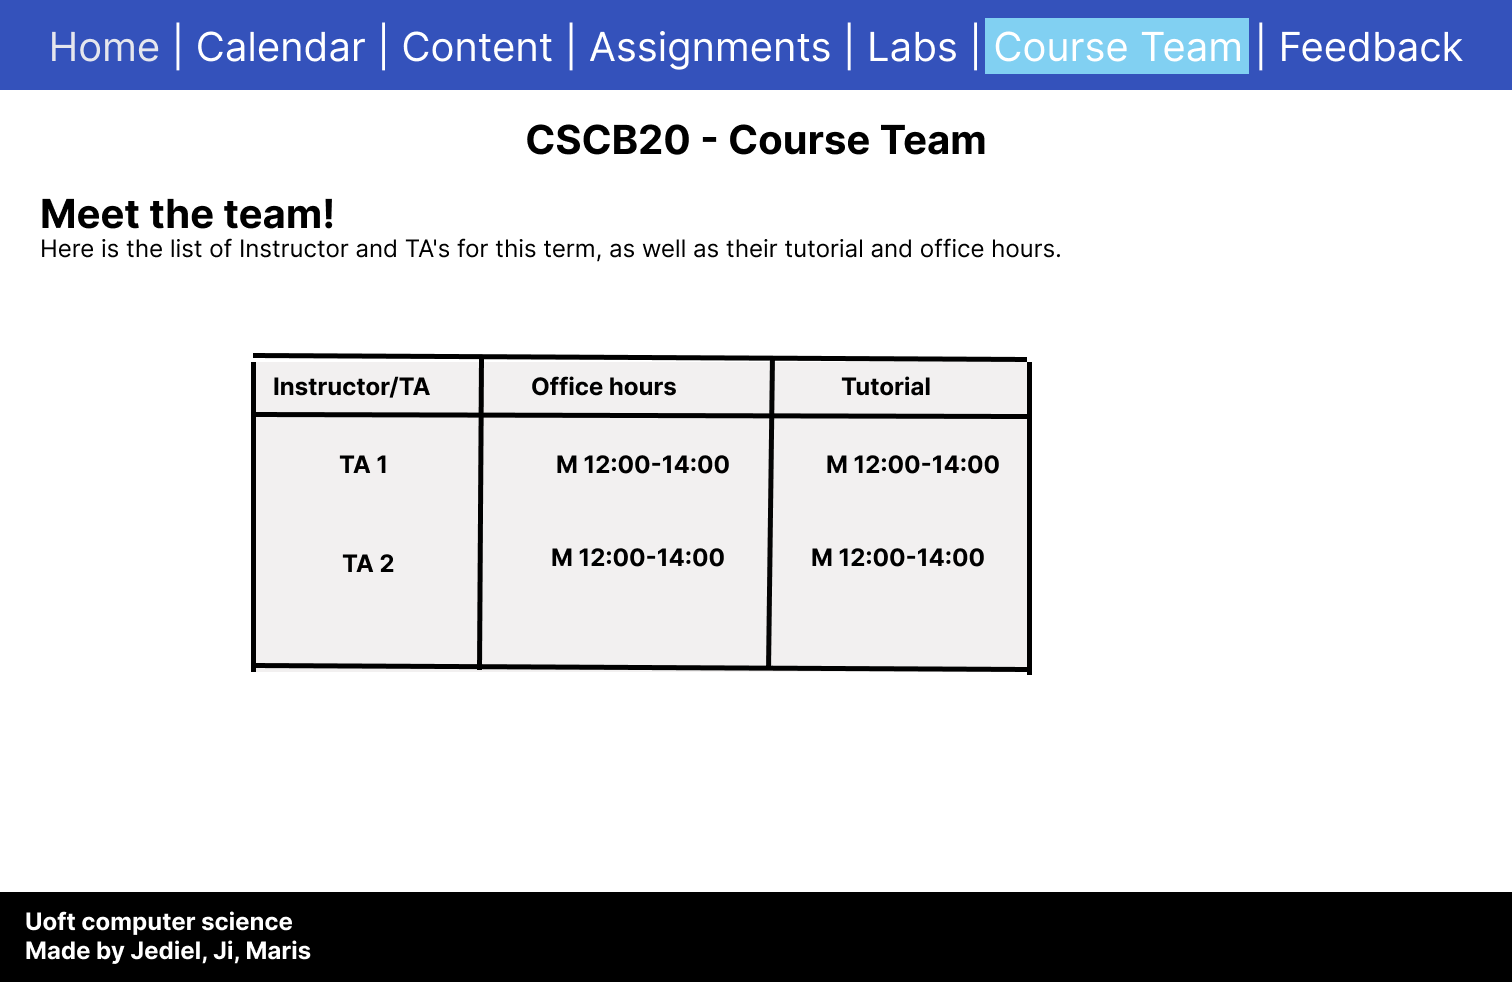 Home | Calendar | Content | Assignments | Labs | Course Team | Feedback
CSCB20 - Course Team
Meet the team!
Here is the list of Instructor and TA's for this term, as well as their tutorial and office hours.
Instructor/TA Office hours Tutorial
TA 1 M 12:00-14:00 M 12:00-14:00
TA 2 M 12:00-14:00 M 12:00-14:00
Uoft computer science
Made by Jediel, Ji, Maris